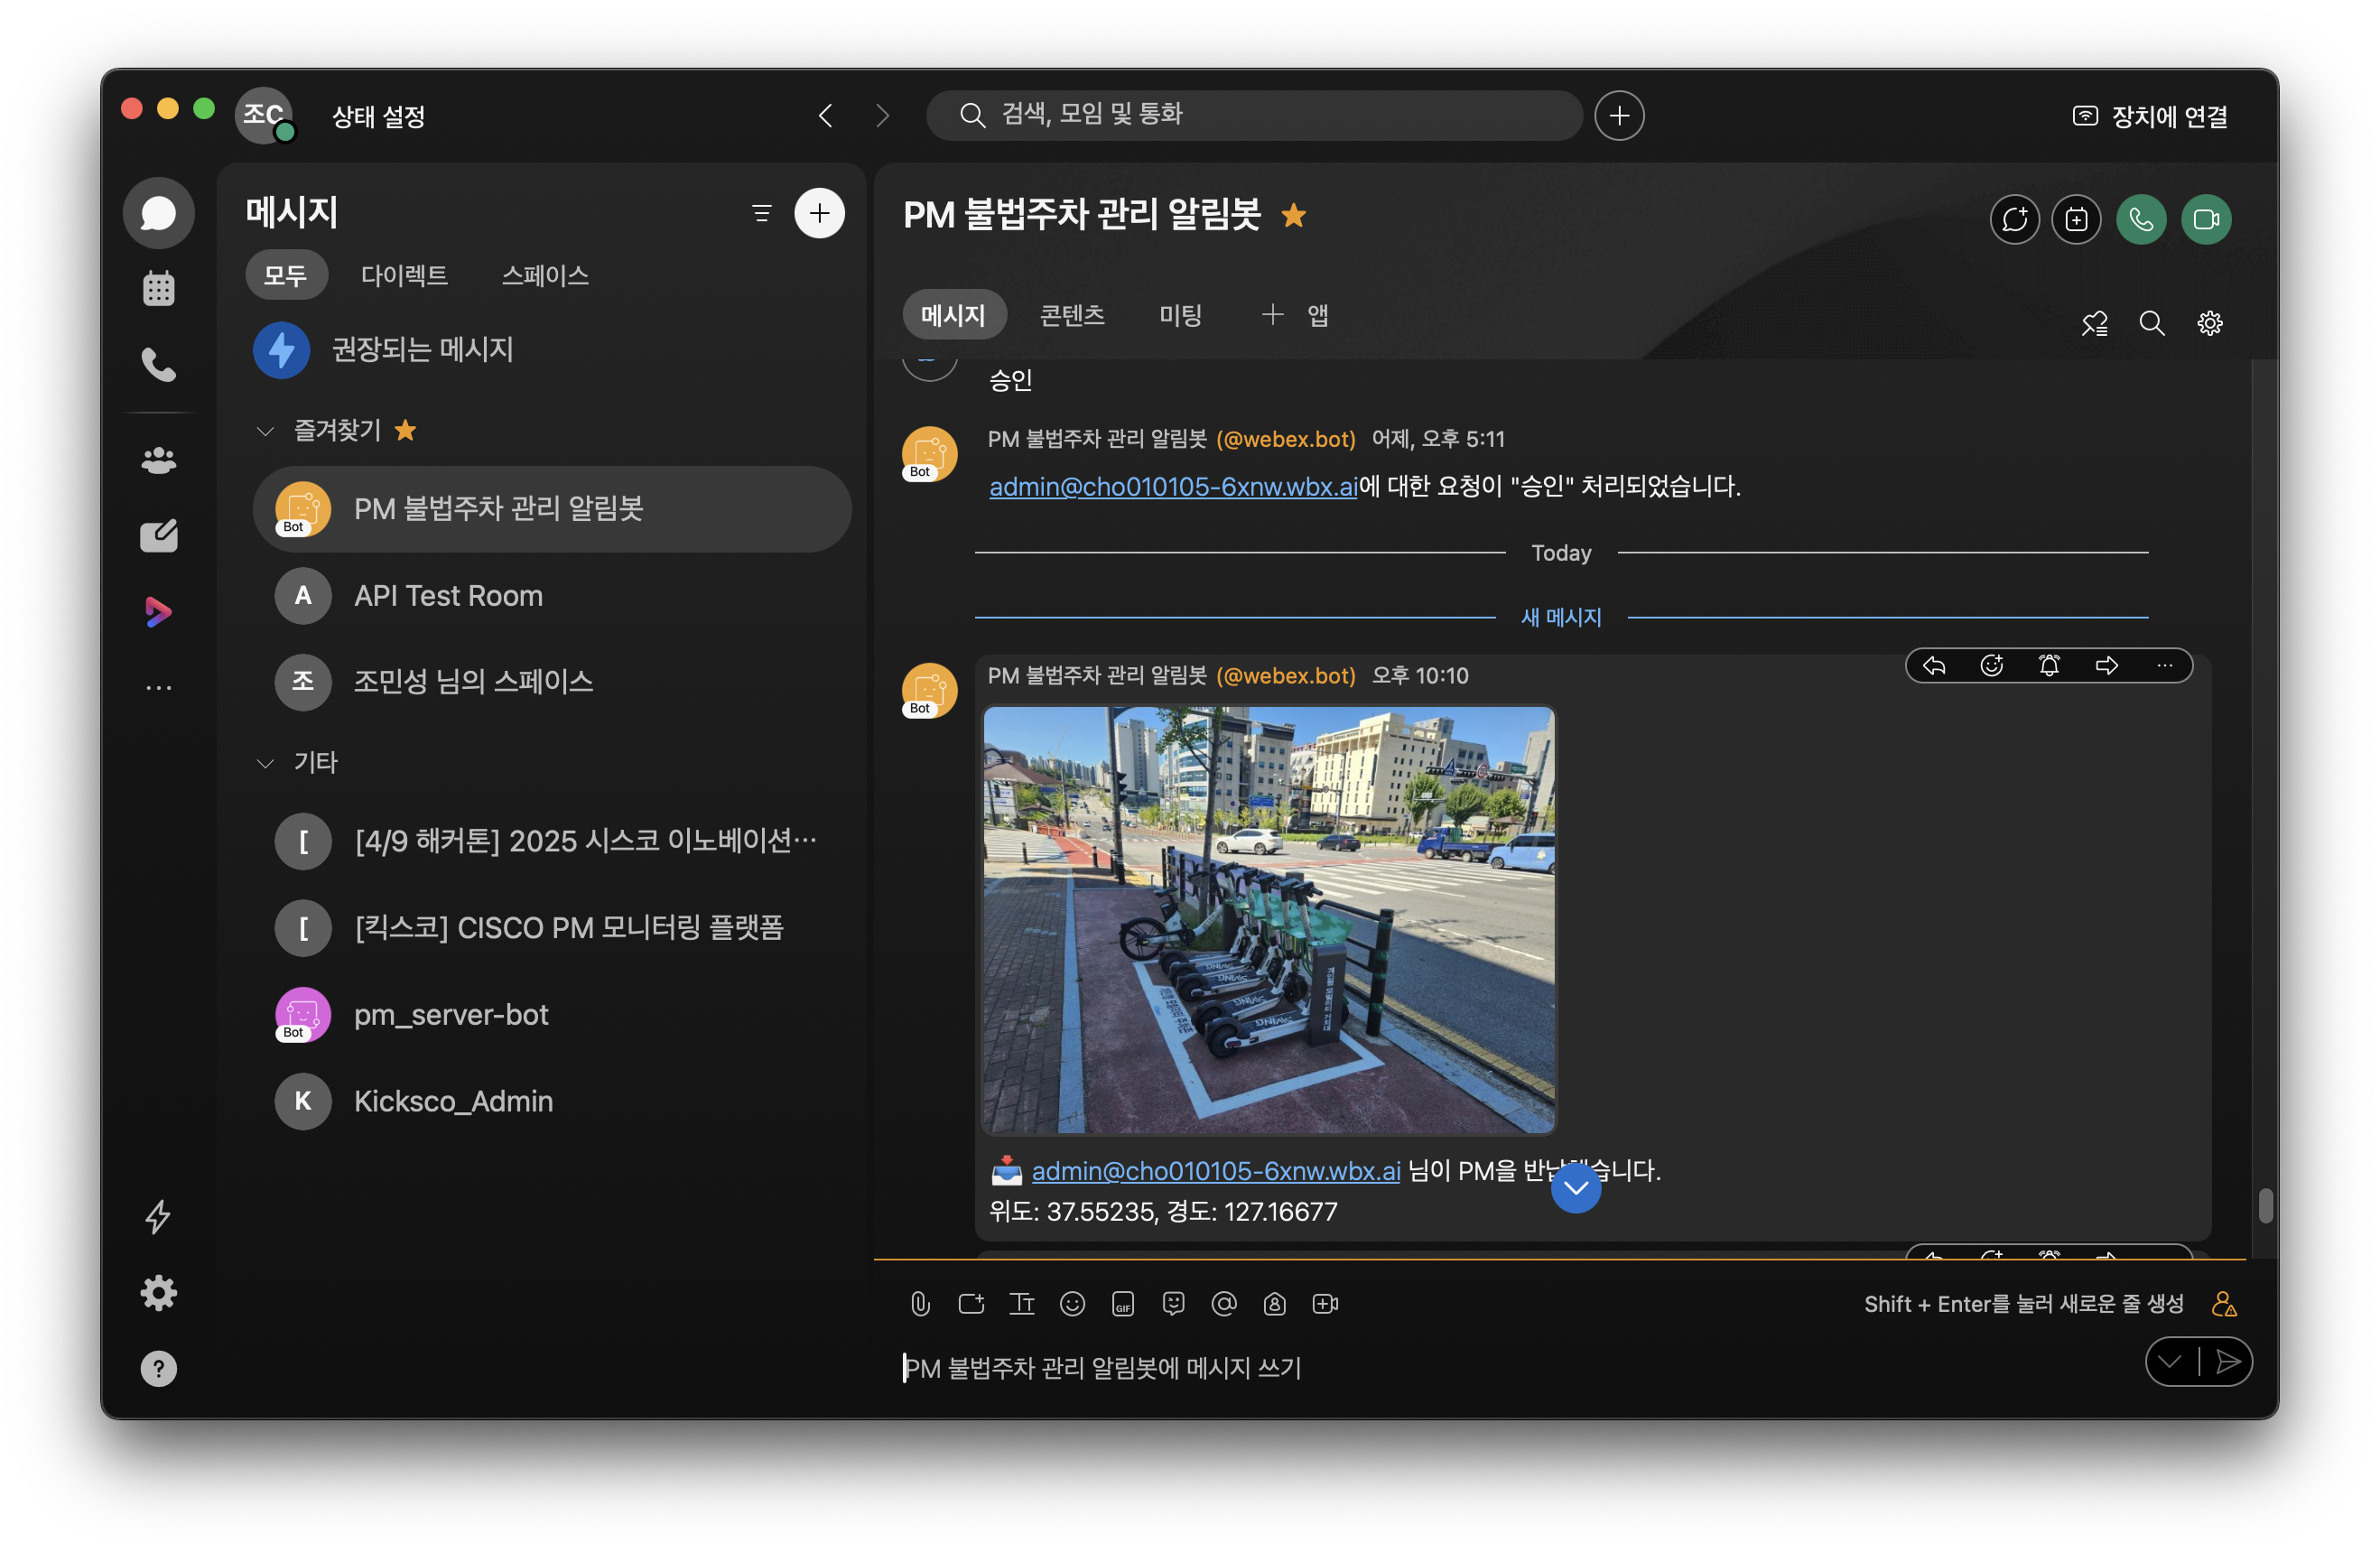 조C
상태 설정
검색, 모임 및 통화
장치에 연결
메시지
모두
다이렉트
스페이스
권장되는 메시지
즐겨찾기
Bot
PM 불법주차 관리 알림봇
A
API Test Room
조
조민성 님의 스페이스
기타
[
[4/9 해커톤] 2025 시스코 이노베이션…
[
[킥스코] CISCO PM 모니터링 플랫폼
Bot
pm_server-bot
K
Kicksco_Admin
?
PM 불법주차 관리 알림봇
메시지
콘텐츠
미팅
앱
승인
PM 불법주차 관리 알림봇 (@webex.bot) 어제, 오후 5:11
Bot
admin@cho010105-6xnw.wbx.ai에 대한 요청이 "승인" 처리되었습니다.
Today
새 메시지
PM 불법주차 관리 알림봇 (@webex.bot) 오후 10:10
Bot
SWING
SWING
SWING
SWING
admin@cho010105-6xnw.wbx.ai 님이 PM을 반납했습니다.
위도: 37.55235, 경도: 127.16677
GIF
Shift + Enter를 눌러 새로운 줄 생성
PM 불법주차 관리 알림봇에 메시지 쓰기